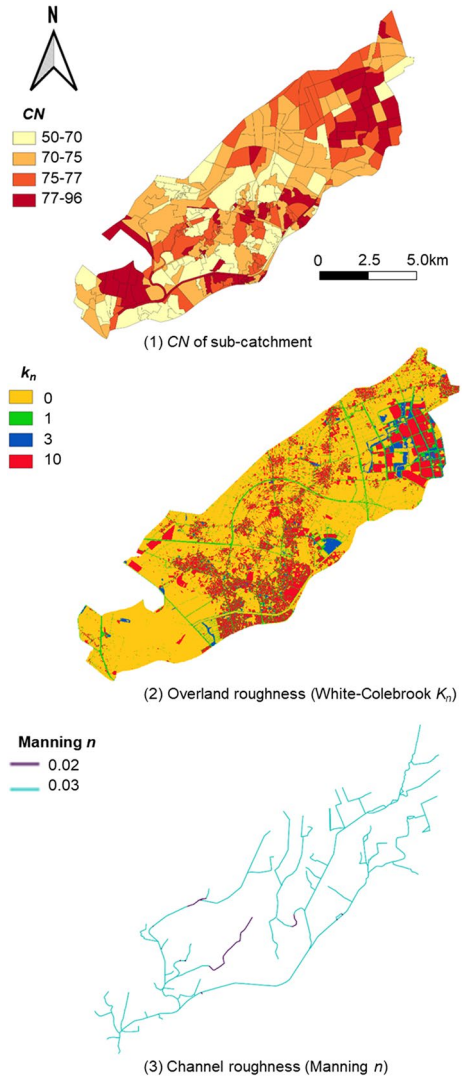 N
CN
50-70
70-75
75-77
77-96
0 2.5 5.0km
(1) CN of sub-catchment
kn
0
1
3
10
(2) Overland roughness (White-Colebrook Kn)
Manning n
0.02
0.03
(3) Channel roughness (Manning n)